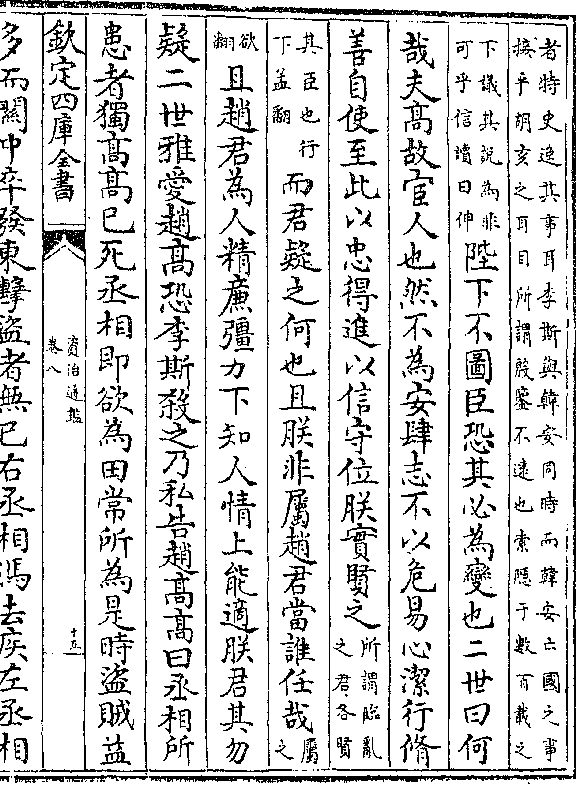 者時史逸其事耳李斯與韓安同時而韓安亡國之事
接乎胡亥之耳目所謂殷鑒不遠也索隱于數百載之
下議其說為非
可乎信讀曰伸
陛下不圖臣恐其必為變也二世曰何
哉夫髙故宦人也然不為安肆志不以危易心潔行脩
善自使至此以忠得進以信守位朕實賢之
所謂臨亂
之君各賢
其臣也行
下孟翻
而君疑之何也且朕非屬趙君當誰任哉
屬之
欲翻
且趙君為人精廉彊力下知人情上能適朕君其勿
疑二世雅愛趙髙恐李斯殺之乃私告趙髙髙曰丞相所
患者獨髙髙已死丞相即欲為田常所為是時盜賊益
欽定四庫全書
資治通鑑
卷八
十五
多而關中卒發東擊盜者無已右丞相馮去疾左丞相